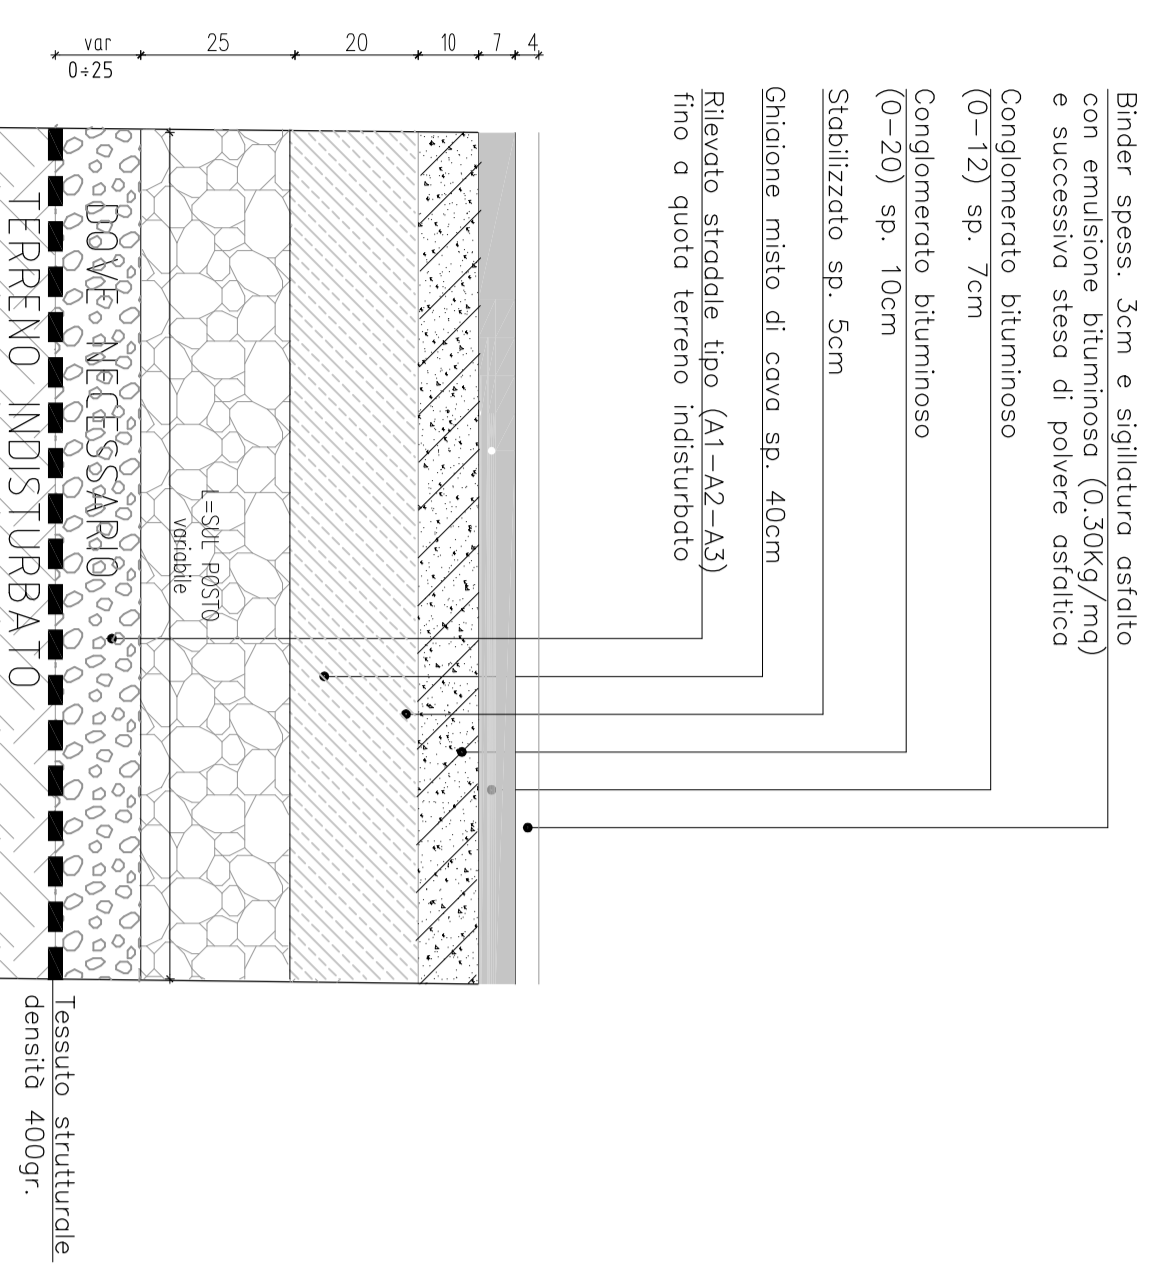 Binder spess. 3cm e sigillatura asfalto
con emulsione bituminosa (0.30Kg/mq)
e successiva stesa di polvere asfaltica
Conglomerato bituminoso
(0-12) sp. 7cm
Conglomerato bituminoso
(0-20) sp. 10cm
Stabilizzato sp. 5cm
Ghiaione misto di cava sp. 40cm
Rilevato stradale tipo (A1-A2-A3)
fino a quota terreno indisturbato
4
7
10
20
25
var
0÷25
L=SUL POSTO
variabile
DOVE NECESSARIO
TERRENO INDISTURBATO
Tessuto strutturale
densità 400gr.